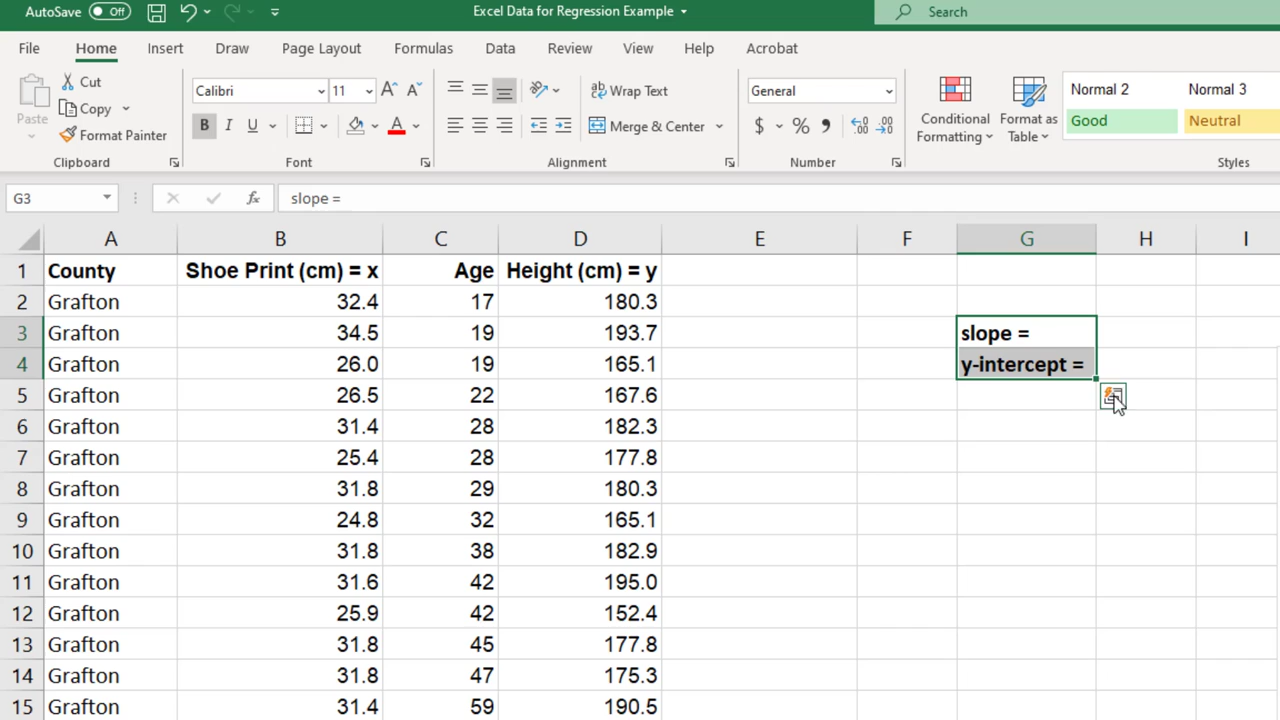 AutoSave Off Excel Data for Regression Example Search
File Home Insert Draw Page Layout Formulas Data Review View Help Acrobat
Paste Cut Copy Format Painter Clipboard
Calibri 11 A A B I U A Font
ab Wrap Text Merge & Center Alignment
General $ % 9 .00 .00 Number
Conditional Formatting Format as Table Normal 2 Normal 3 Good Neutral Styles
G3 fx slope =
A B C D E F G H I
1 County Shoe Print (cm) = x Age Height (cm) = y
2 Grafton 32.4 17 180.3
3 Grafton 34.5 19 193.7 slope =
4 Grafton 26.0 19 165.1 y-intercept =
5 Grafton 26.5 22 167.6
6 Grafton 31.4 28 182.3
7 Grafton 25.4 28 177.8
8 Grafton 31.8 29 180.3
9 Grafton 24.8 32 165.1
10 Grafton 31.8 38 182.9
11 Grafton 31.6 42 195.0
12 Grafton 25.9 42 152.4
13 Grafton 31.8 45 177.8
14 Grafton 31.8 47 175.3
15 Grafton 31.4 59 190.5